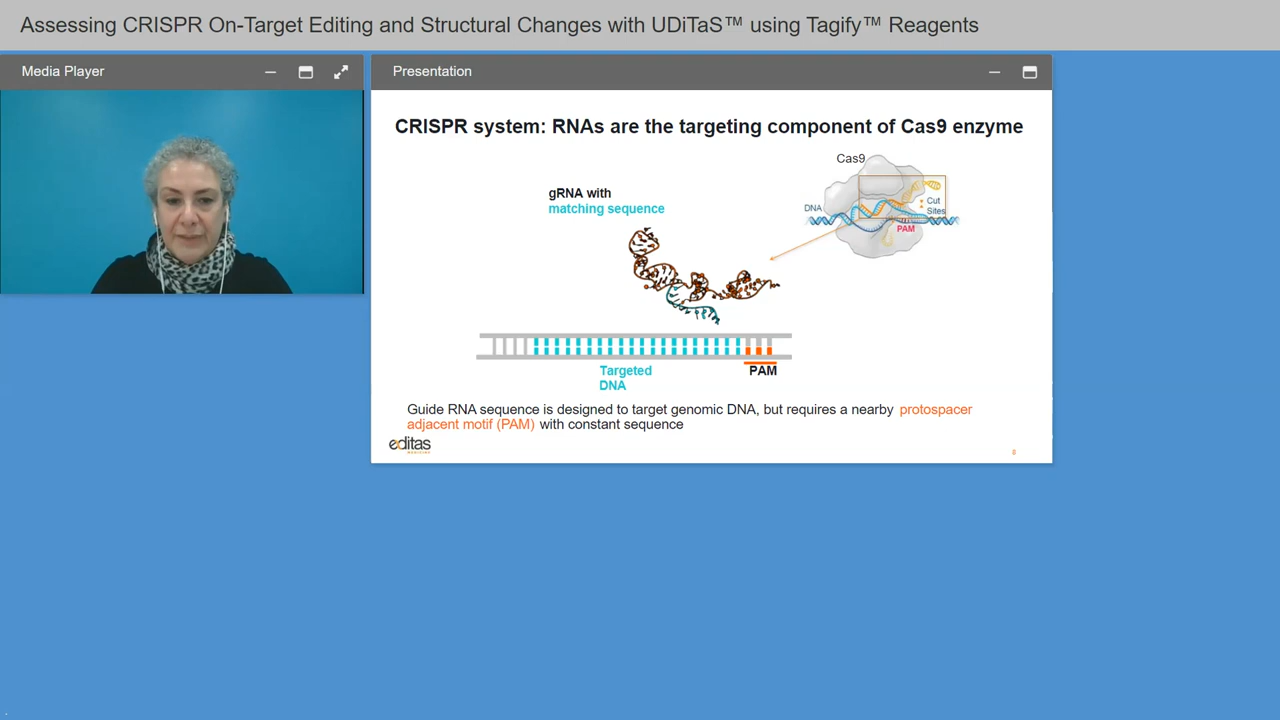 Assessing CRISPR On-Target Editing and Structural Changes with UDiTaS™ using Tagify™ Reagents
Media Player
Presentation
CRISPR system: RNAs are the targeting component of Cas9 enzyme
Cas9
gRNA with
matching sequence
DNA
Cut
Sites
PAM
Targeted
DNA
PAM
Guide RNA sequence is designed to target genomic DNA, but requires a nearby protospacer
adjacent motif (PAM) with constant sequence
editas
MEDICINE
8